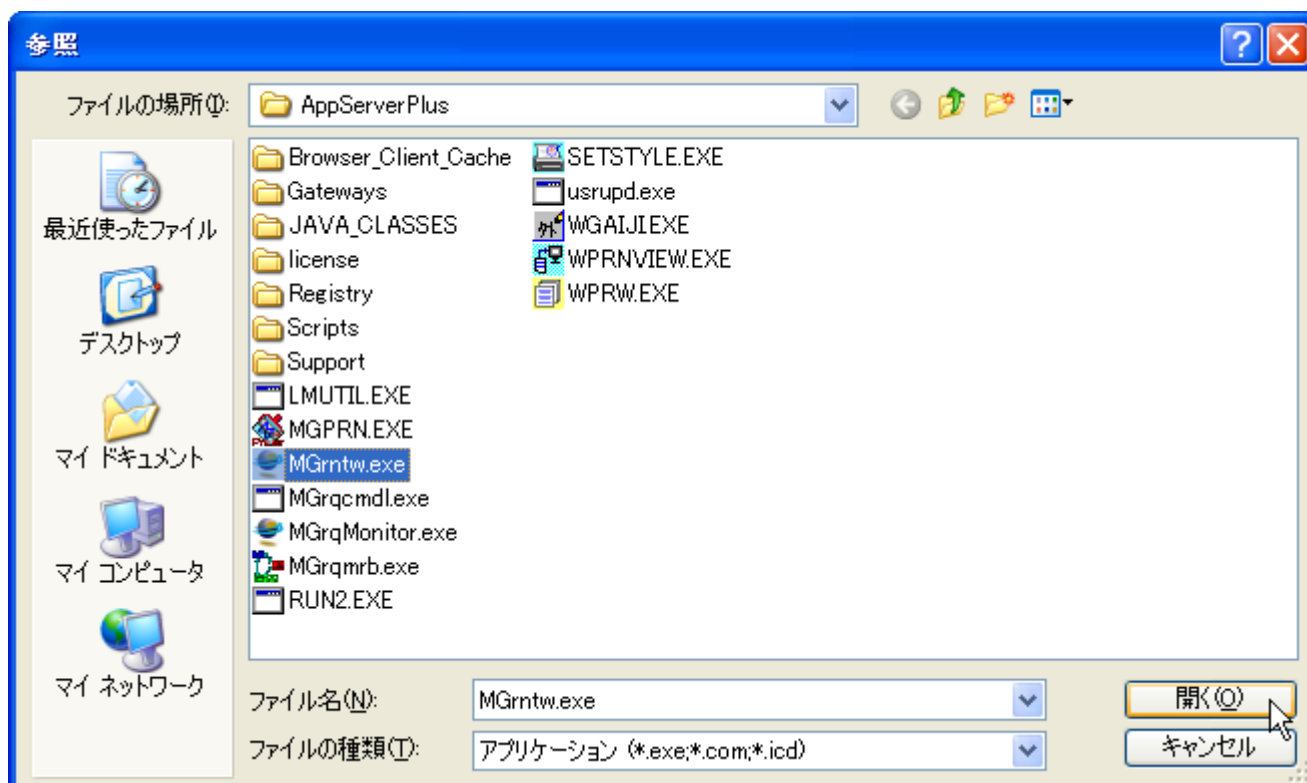 参照
ファイルの場所(I):
AppServerPlus
最近使ったファイル
デスクトップ
マイ ドキュメント
マイ コンピュータ
マイ ネットワーク
Browser_Client_Cache
Gateways
JAVA_CLASSES
license
Registry
Scripts
Support
LMUTIL.EXE
MGPRN.EXE
MGrntw.exe
MGrqcmdl.exe
MGrqMonitor.exe
MGrqmrb.exe
RUN2.EXE
SETSTYLE.EXE
usrupd.exe
WGAIJI.EXE
WPRNVIEW.EXE
WPRW.EXE
ファイル名(N):
MGrntw.exe
開く(O)
ファイルの種類(T):
アプリケーション (*.exe;*.com;*.icd)
キャンセル